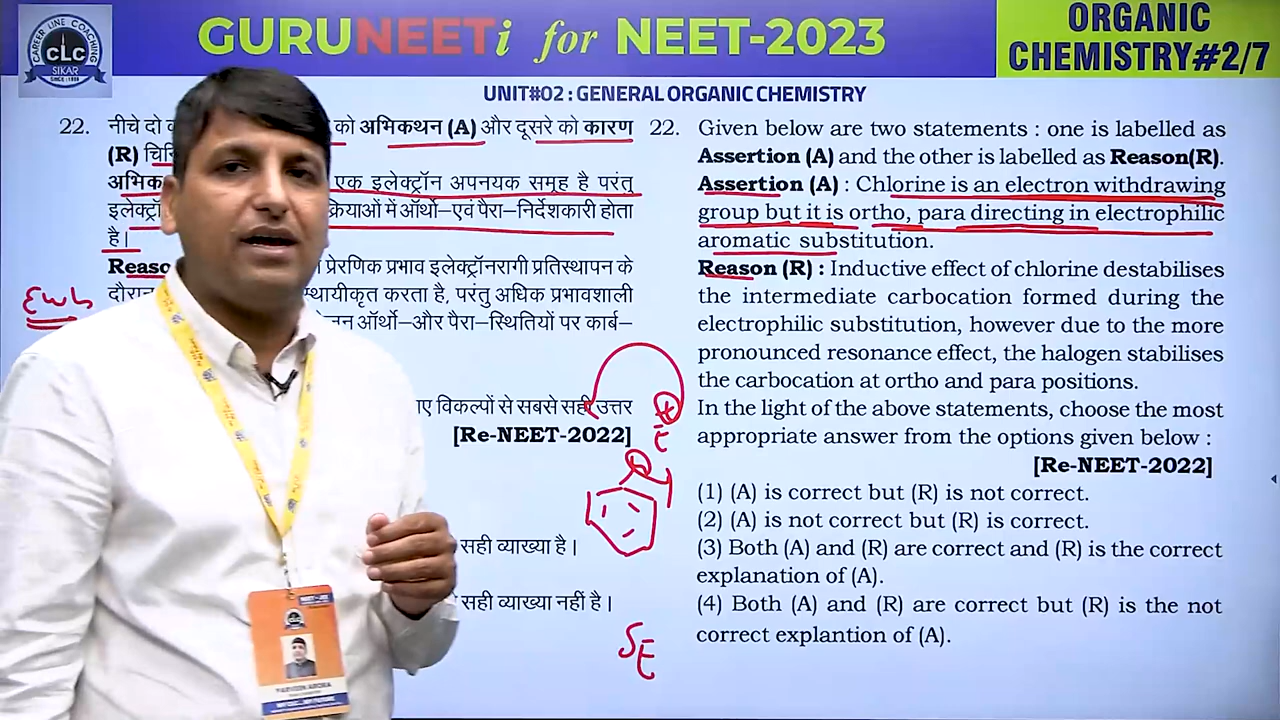 CAREER LINE COACHING
CLC
SIKAR
SINCE : 1996
GURUNEETi for NEET-2023
ORGANIC
CHEMISTRY#2/7
UNIT#02 : GENERAL ORGANIC CHEMISTRY
22. नीचे दो को अभिकथन (A) और दूसरे को कारण
(R)
एक इलेक्ट्रॉन अपनयक समूह है परंतु
में ऑर्थो–एवं पैरा–निर्देशकारी होता
है।
प्रेरणिक प्रभाव इलेक्ट्रॉनरागी प्रतिस्थापन के
दौरान करता है, परंतु अधिक प्रभावशाली
ऑर्थो–और पैरा–स्थितियों पर कार्ब–
विकल्पों से सबसे सही उत्तर
[Re-NEET-2022]
सही व्याख्या है।
सही व्याख्या नहीं है।
22. Given below are two statements : one is labelled as
Assertion (A) and the other is labelled as Reason(R).
Assertion (A) : Chlorine is an electron withdrawing
group but it is ortho, para directing in electrophilic
aromatic substitution.
Reason (R) : Inductive effect of chlorine destabilises
the intermediate carbocation formed during the
electrophilic substitution, however due to the more
pronounced resonance effect, the halogen stabilises
the carbocation at ortho and para positions.
In the light of the above statements, choose the most
appropriate answer from the options given below :
[Re-NEET-2022]
(1) (A) is correct but (R) is not correct.
(2) (A) is not correct but (R) is correct.
(3) Both (A) and (R) are correct and (R) is the correct
explanation of (A).
(4) Both (A) and (R) are correct but (R) is the not
correct explantion of (A).
E
SE
CLC